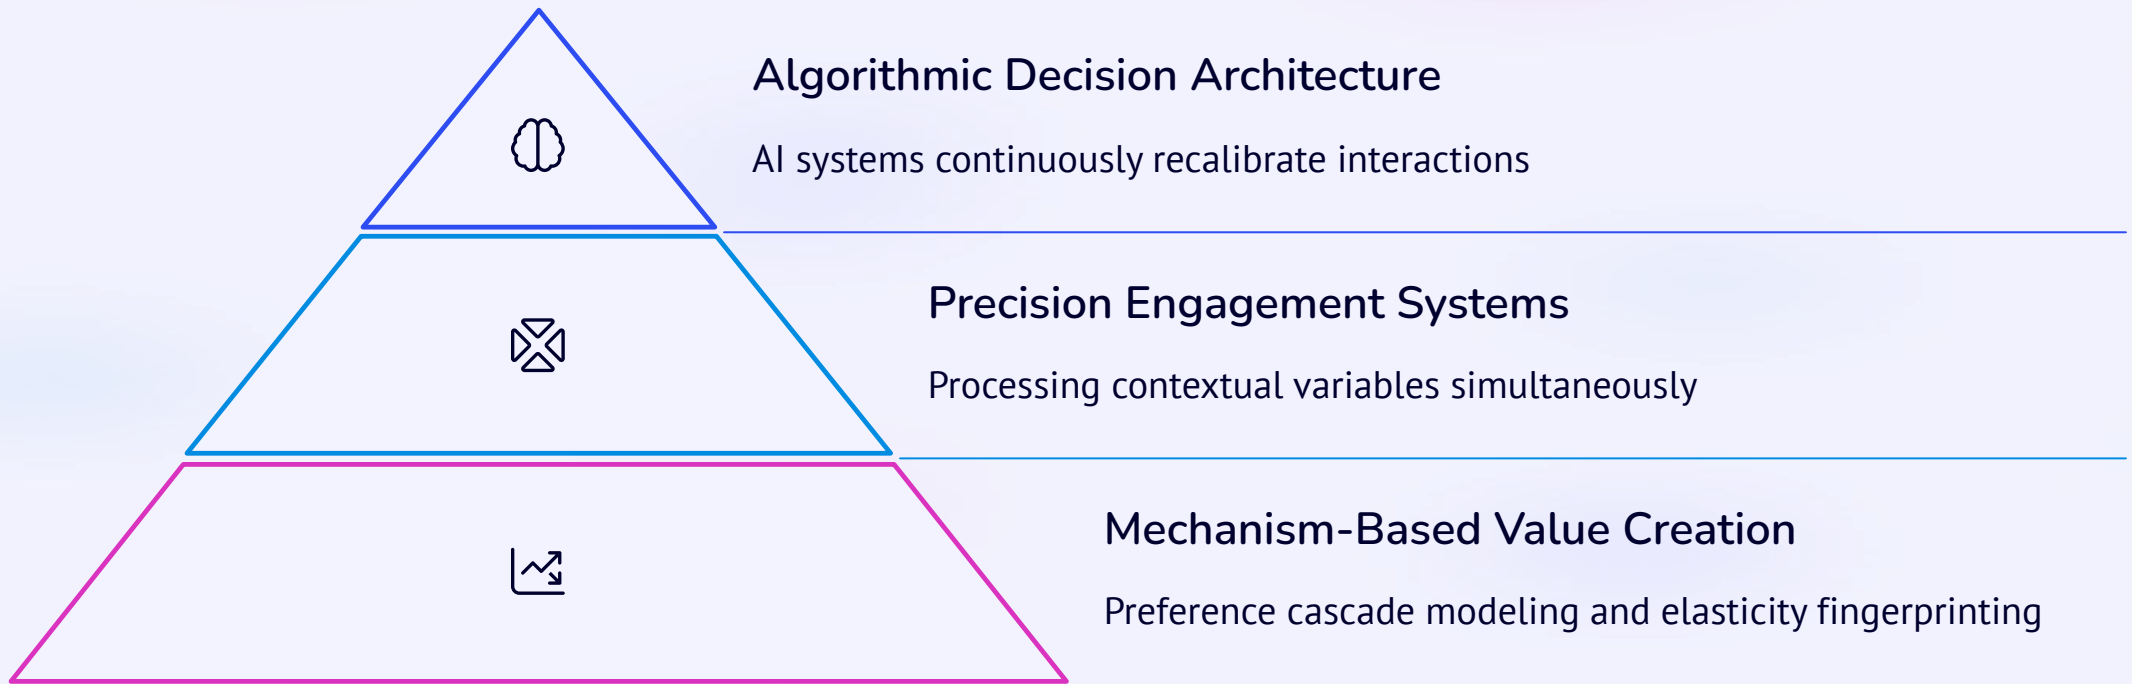 Algorithmic Decision Architecture
AI systems continuously recalibrate interactions
Precision Engagement Systems
Processing contextual variables simultaneously
Mechanism-Based Value Creation
Preference cascade modeling and elasticity fingerprinting